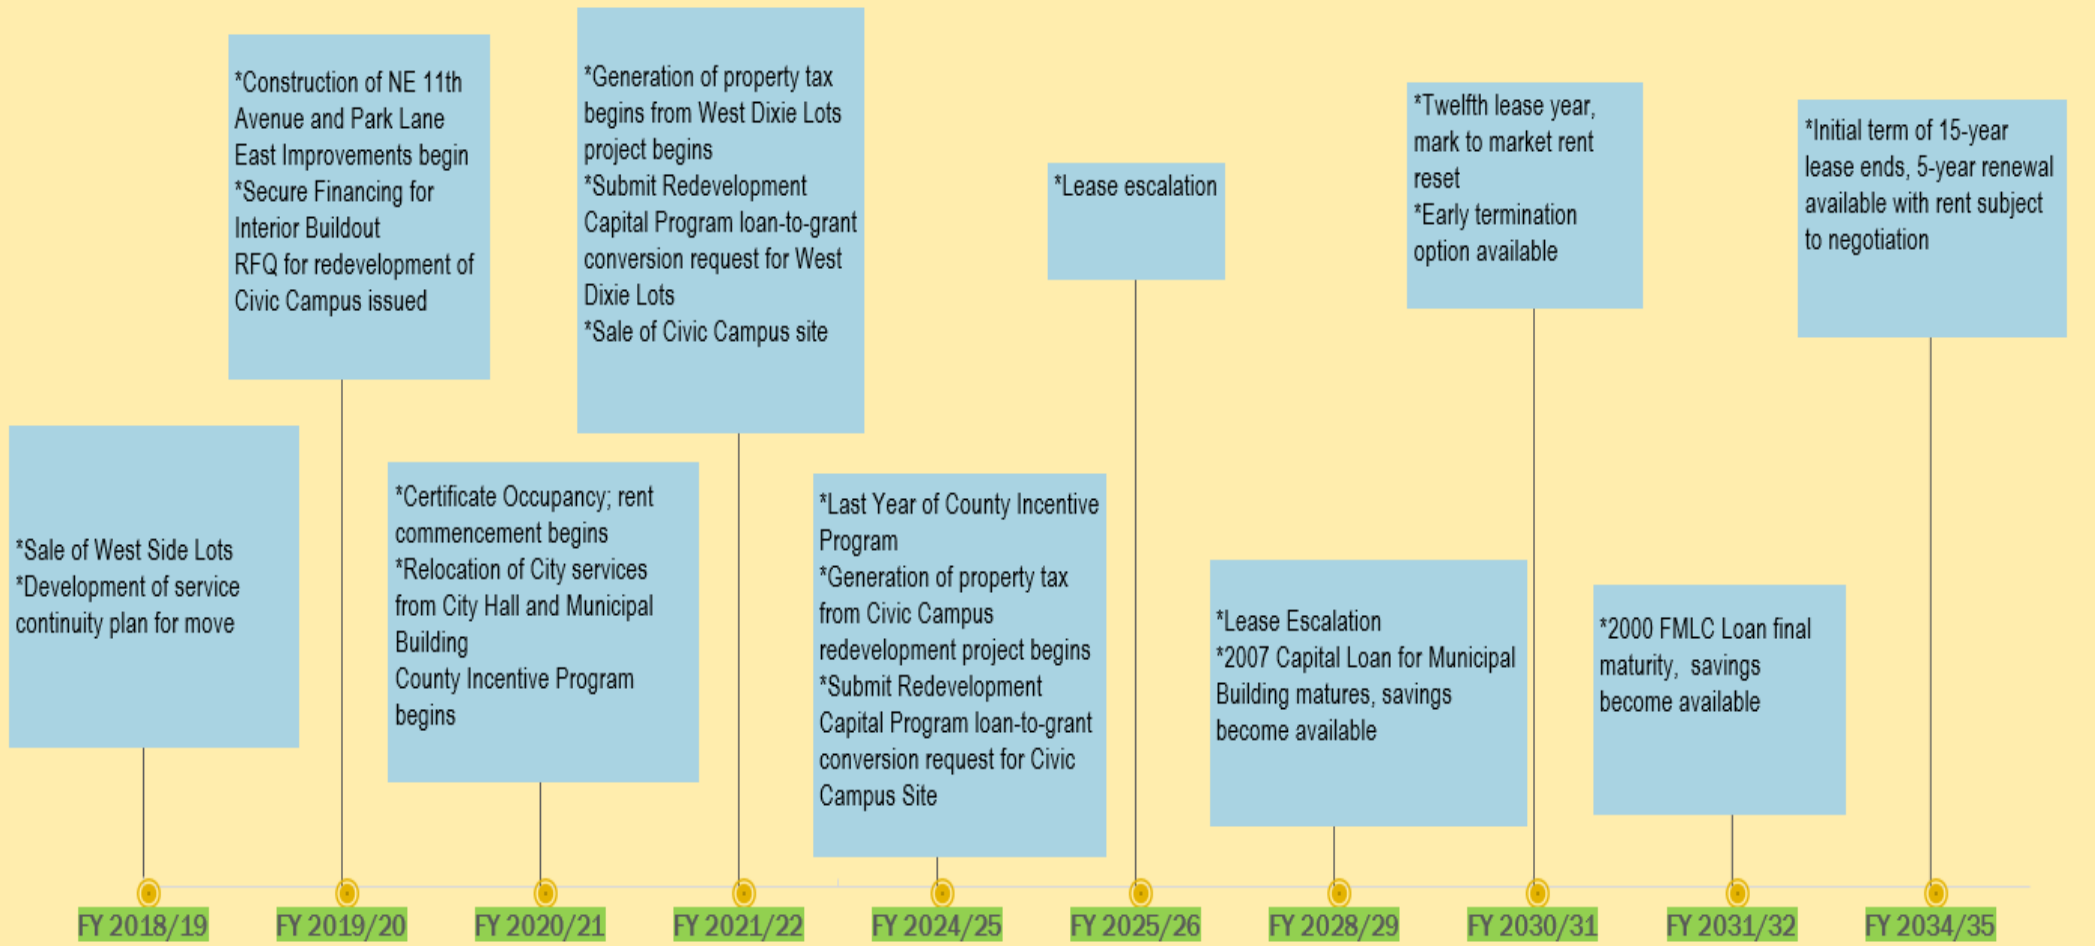 *Sale of West Side Lots
*Development of service
continuity plan for move
*Construction of NE 11th
Avenue and Park Lane
East Improvements begin
*Secure Financing for
Interior Buildout
RFQ for redevelopment of
Civic Campus issued
*Certificate Occupancy; rent
commencement begins
*Relocation of City services
from City Hall and Municipal
Building
County Incentive Program
begins
*Generation of property tax
begins from West Dixie Lots
project begins
*Submit Redevelopment
Capital Program loan-to-grant
conversion request for West
Dixie Lots
*Sale of Civic Campus site
*Last Year of County Incentive
Program
*Generation of property tax
from Civic Campus
redevelopment project begins
*Submit Redevelopment
Capital Program loan-to-grant
conversion request for Civic
Campus Site
*Lease escalation
*Lease Escalation
*2007 Capital Loan for Municipal
Building matures, savings
become available
*Twelfth lease year,
mark to market rent
reset
*Early termination
option available
*2000 FMLC Loan final
maturity, savings
become available
*Initial term of 15-year
lease ends, 5-year renewal
available with rent subject
to negotiation
FY 2018/19
FY 2019/20
FY 2020/21
FY 2021/22
FY 2024/25
FY 2025/26
FY 2028/29
FY 2030/31
FY 2031/32
FY 2034/35